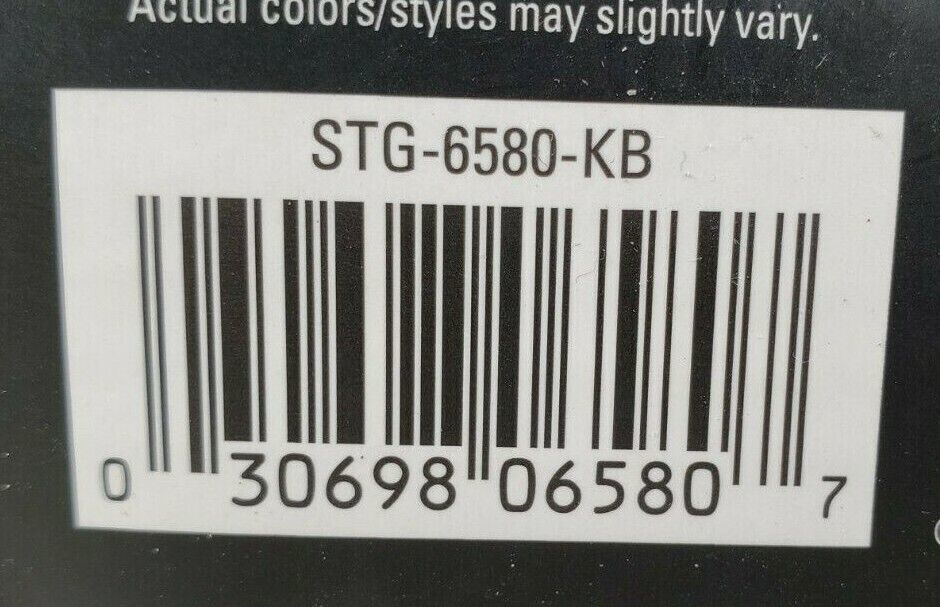 Actual colors/styles may slightly vary.
STG-6580-KB
0 30698 06580 7